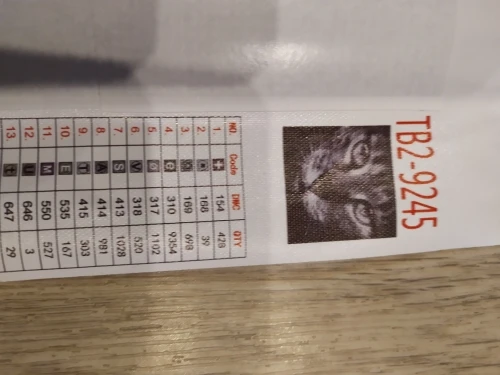 TB2-9245
NO. Code DMC QTY
1. 154 428
2. 168 39
3. 169 698
4. 310 9354
5. 317 1102
6. V 318 520
7. S 413 1028
8. A 414 981
9. T 415 303
10. E 535 167
11. M 550 527
12. U 646 3
13. 647 29